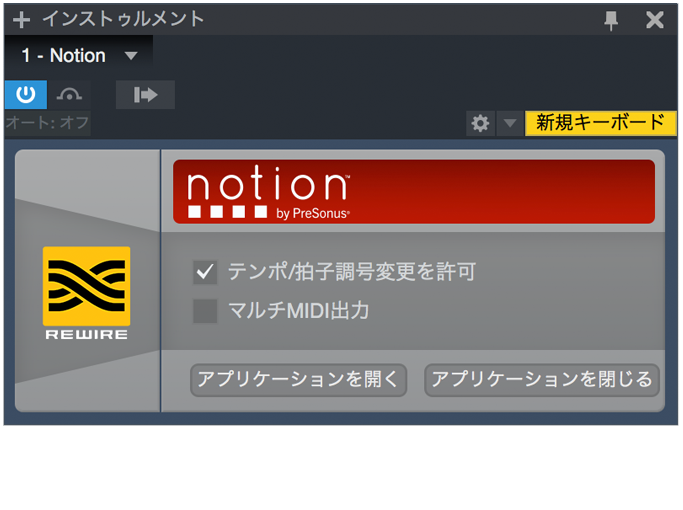 インストゥルメント
1 - Notion
オート: オフ
新規キーボード
notion™
by PreSonus®
テンポ/拍子調号変更を許可
マルチMIDI出力
REWIRE
アプリケーションを開く
アプリケーションを閉じる